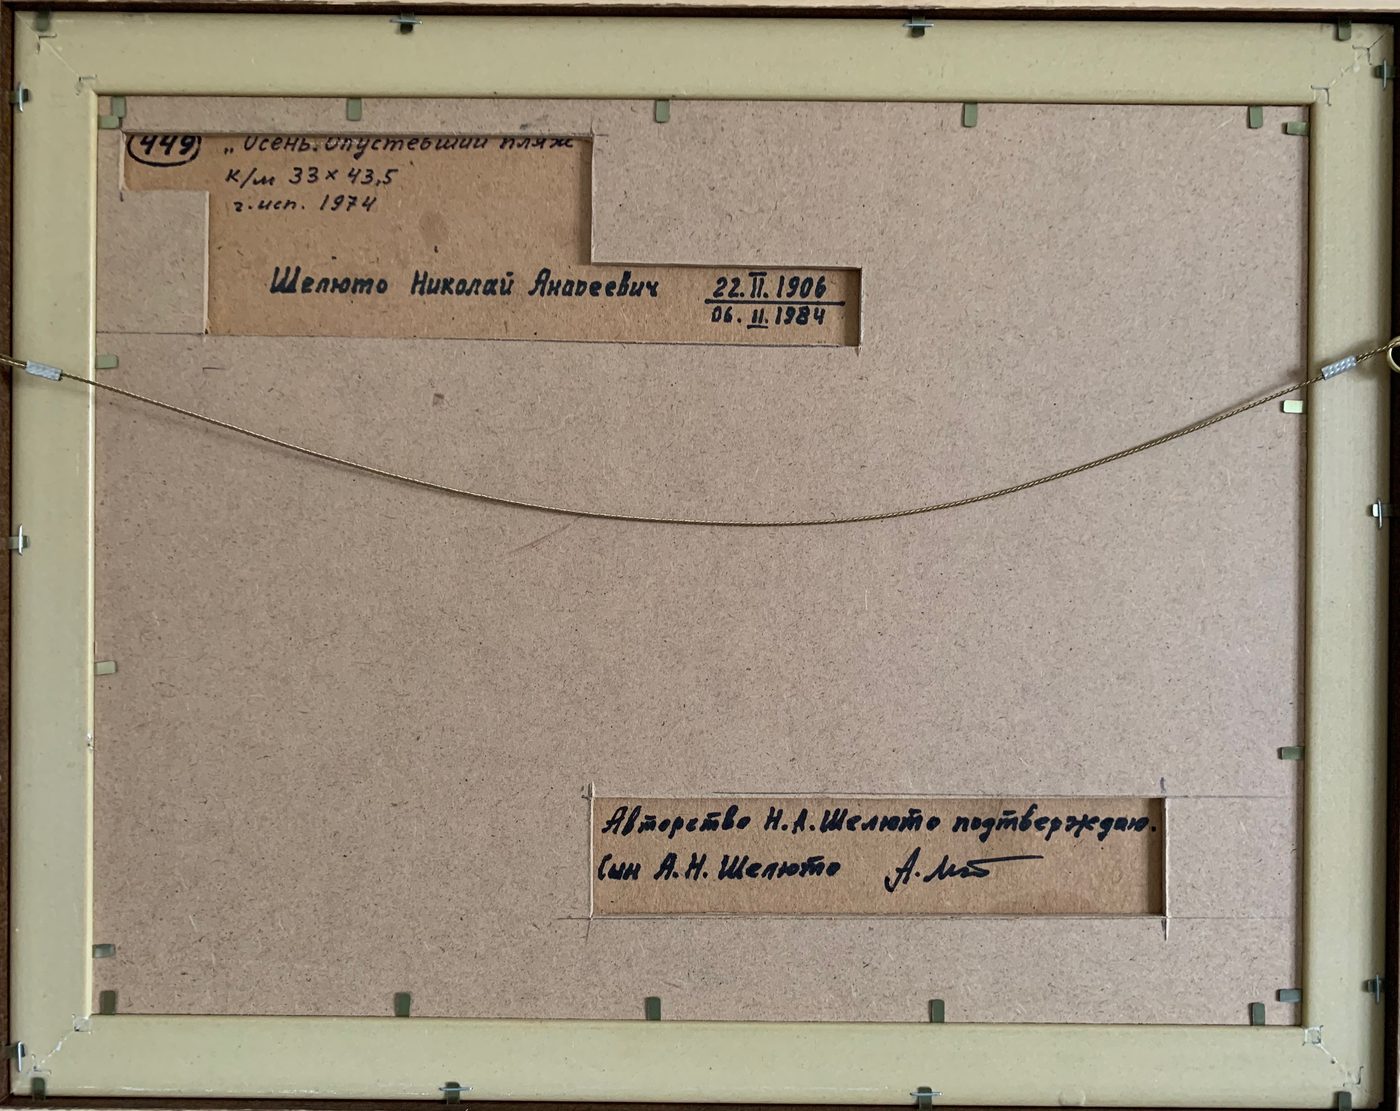 449 „Осень. Опустевший пляж
к/м 33 × 43,5
г. исп. 1974
Шелюто Николай Андреевич 22.II.1906
06.II.1984
Авторство Н.А. Шелюто подтверждаю.
Сын А.Н. Шелюто